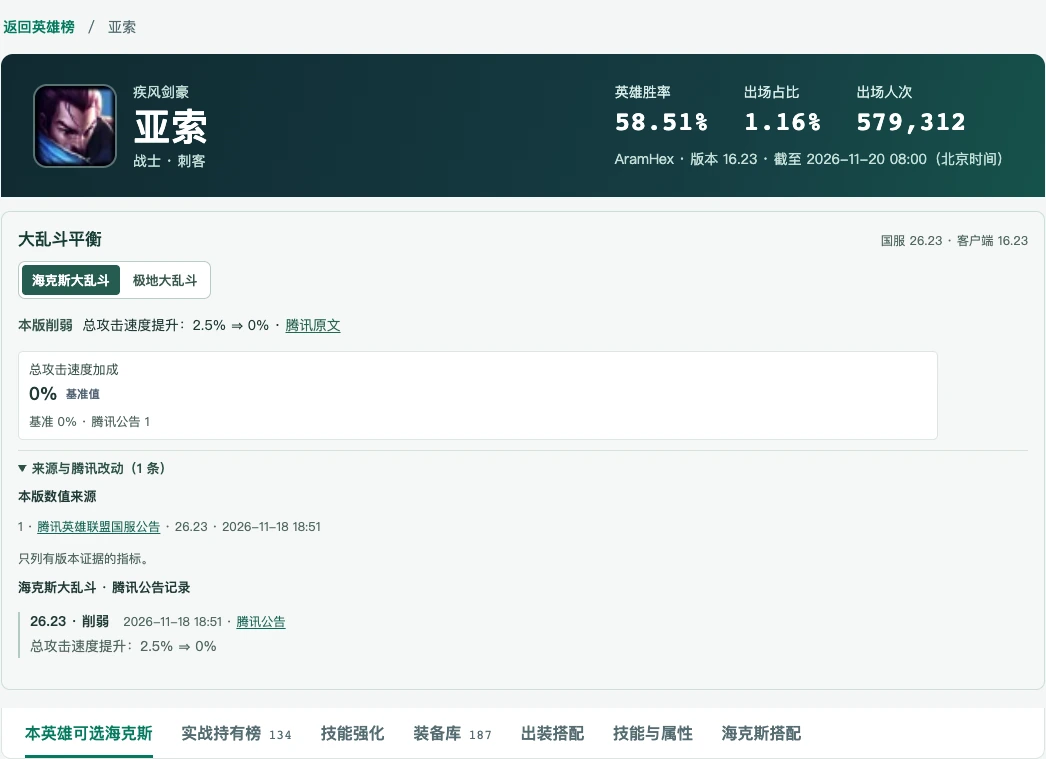 返回英雄榜 / 亚索
疾风剑豪
亚索
战士 · 刺客
英雄胜率 出场占比 出场人次
58.51% 1.16% 579,312
AramHex · 版本 16.23 · 截至 2026-11-20 08:00（北京时间）
大乱斗平衡
国服 26.23 · 客户端 16.23
海克斯大乱斗 极地大乱斗
本版削弱 总攻击速度提升：2.5% ⇒ 0% · 腾讯原文
总攻击速度加成
0% 基准值
基准 0% · 腾讯公告 1
▼ 来源与腾讯改动（1 条）
本版数值来源
1 · 腾讯英雄联盟国服公告 · 26.23 · 2026-11-18 18:51
只列有版本证据的指标。
海克斯大乱斗 · 腾讯公告记录
26.23 · 削弱 2026-11-18 18:51 · 腾讯公告
总攻击速度提升：2.5% ⇒ 0%
本英雄可选海克斯 实战持有榜 134 技能强化 装备库 187 出装搭配 技能与属性 海克斯搭配